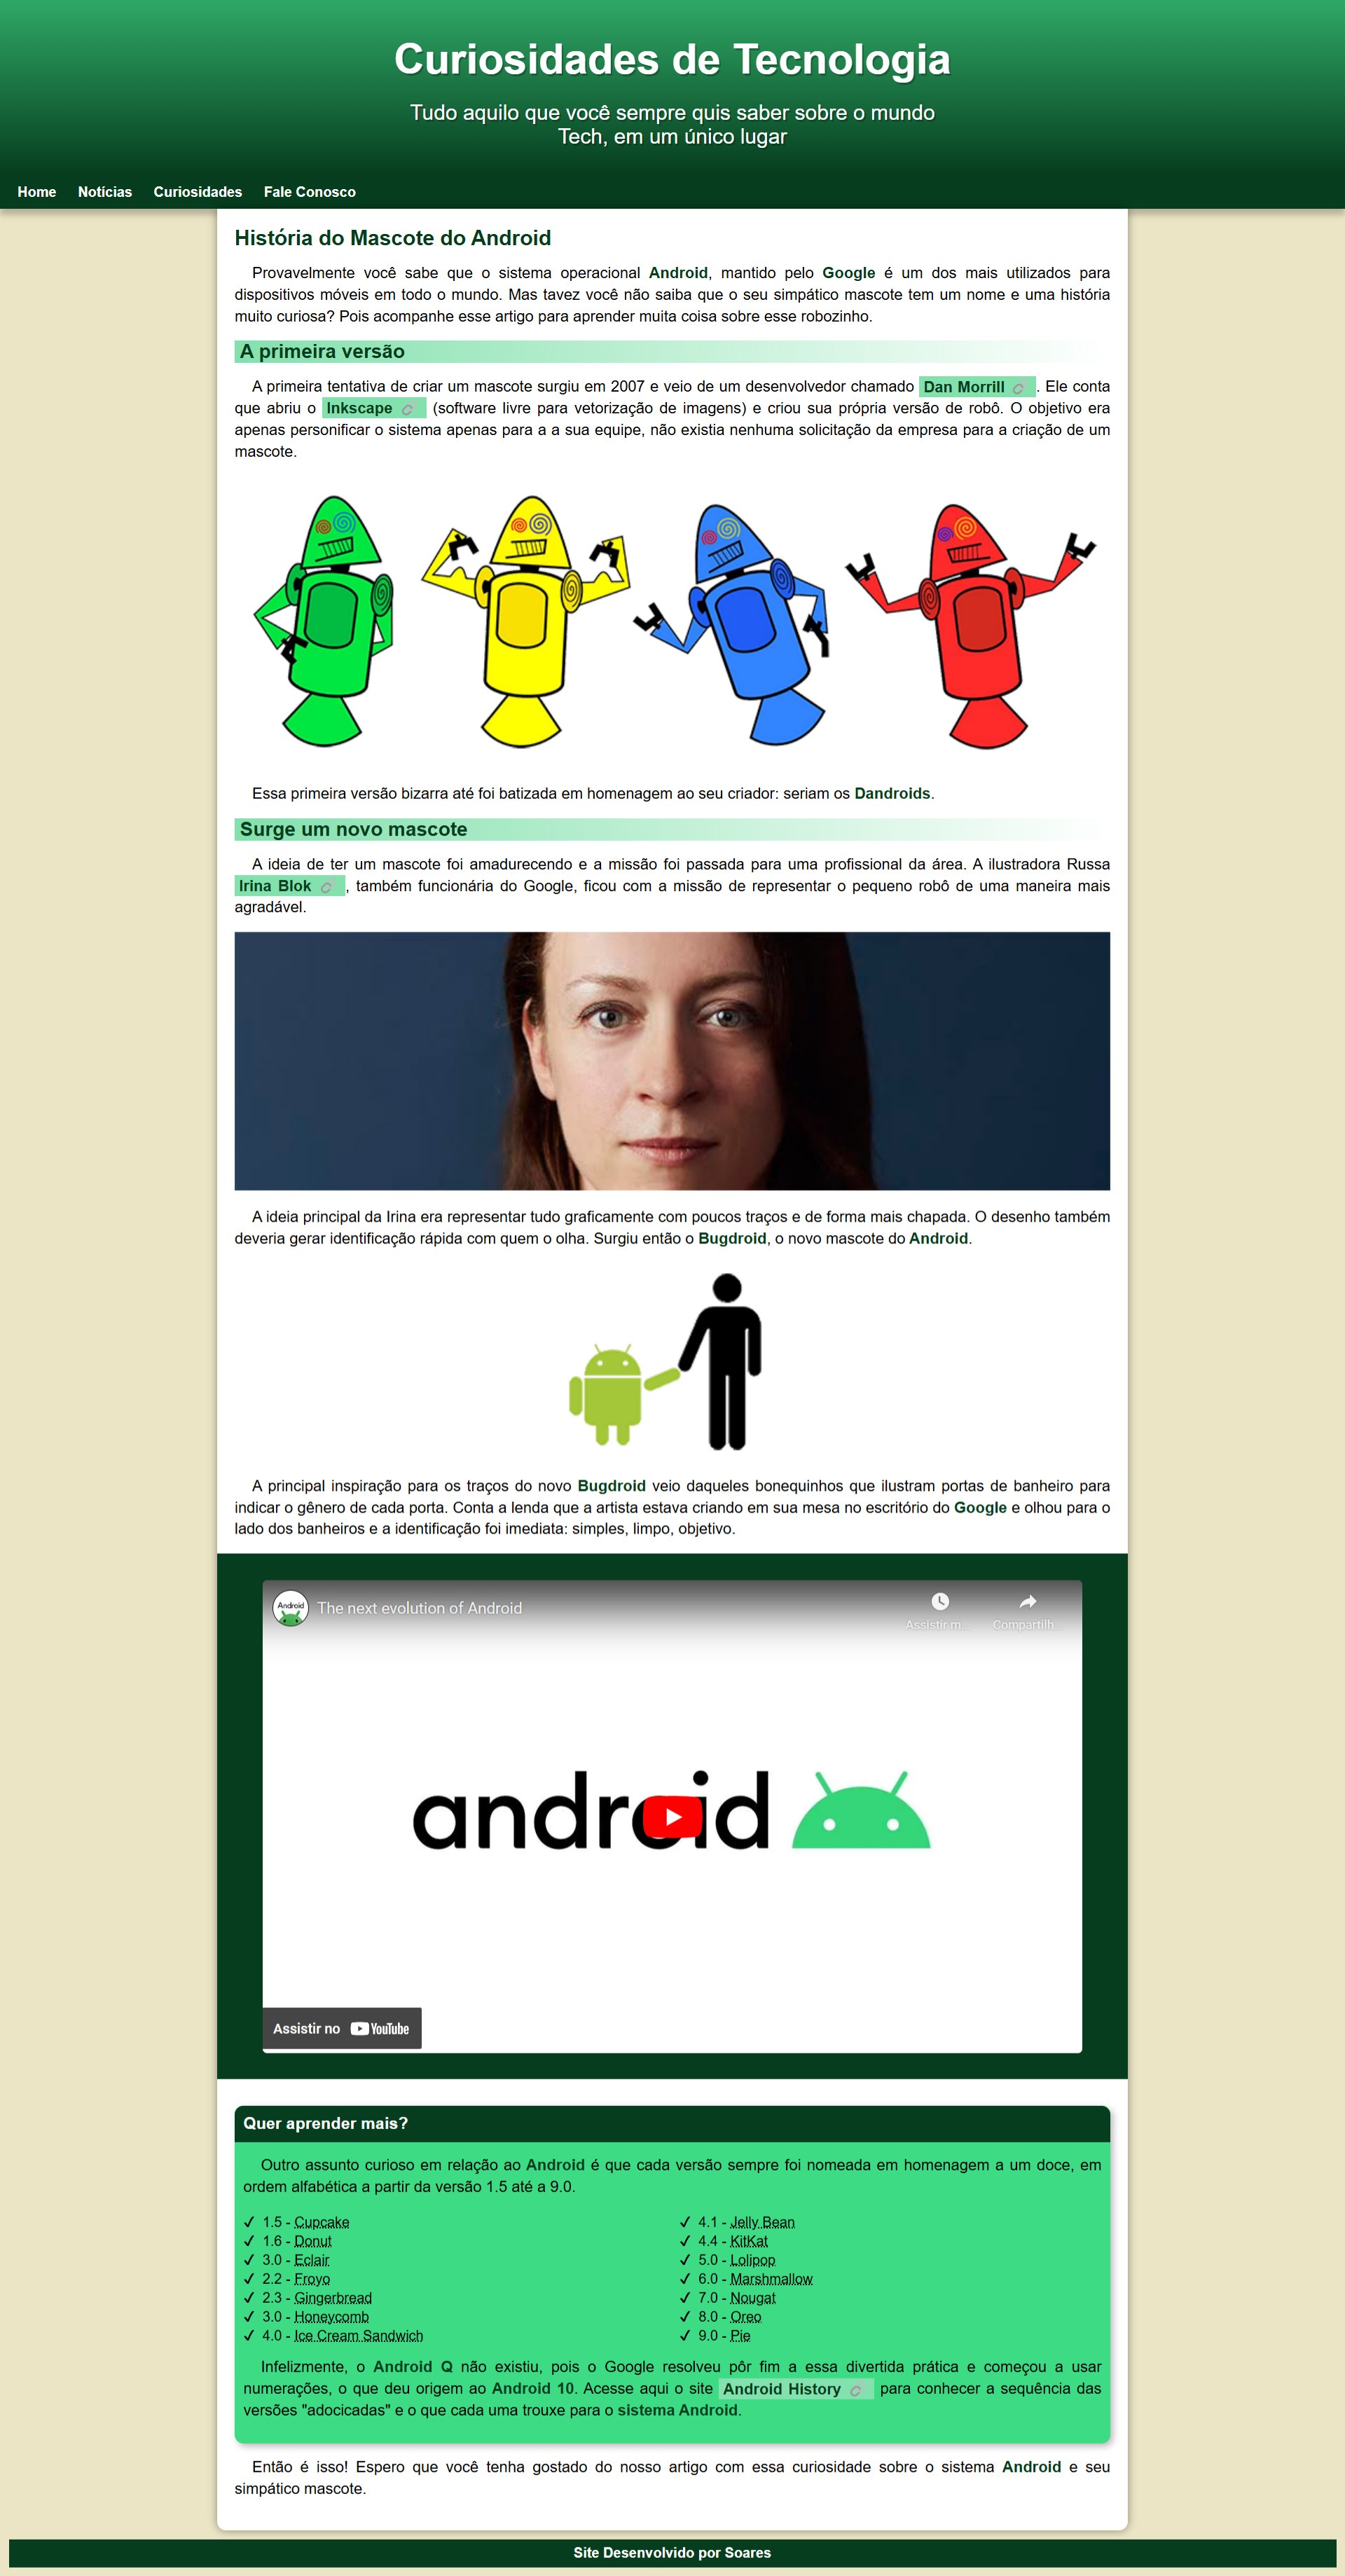 Curiosidades de Tecnologia
Tudo aquilo que você sempre quis saber sobre o mundo
Tech, em um único lugar
Home Notícias Curiosidades Fale Conosco
História do Mascote do Android
Provavelmente você sabe que o sistema operacional Android, mantido pelo Google é um dos mais utilizados para
dispositivos móveis em todo o mundo. Mas tavez você não saiba que o seu simpático mascote tem um nome e uma história
muito curiosa? Pois acompanhe esse artigo para aprender muita coisa sobre esse robozinho.
A primeira versão
A primeira tentativa de criar um mascote surgiu em 2007 e veio de um desenvolvedor chamado Dan Morrill. Ele conta
que abriu o Inkscape (software livre para vetorização de imagens) e criou sua própria versão de robô. O objetivo era
apenas personificar o sistema apenas para a a sua equipe, não existia nenhuma solicitação da empresa para a criação de um
mascote.
Essa primeira versão bizarra até foi batizada em homenagem ao seu criador: seriam os Dandroids.
Surge um novo mascote
A ideia de ter um mascote foi amadurecendo e a missão foi passada para uma profissional da área. A ilustradora Russa
Irina Blok, também funcionária do Google, ficou com a missão de representar o pequeno robô de uma maneira mais
agradável.
A ideia principal da Irina era representar tudo graficamente com poucos traços e de forma mais chapada. O desenho também
deveria gerar identificação rápida com quem o olha. Surgiu então o Bugdroid, o novo mascote do Android.
A principal inspiração para os traços do novo Bugdroid veio daqueles bonequinhos que ilustram portas de banheiro para
indicar o gênero de cada porta. Conta a lenda que a artista estava criando em sua mesa no escritório do Google e olhou para o
lado dos banheiros e a identificação foi imediata: simples, limpo, objetivo.
Android
The next evolution of Android
Assistir m... Compartilh...
android
Assistir no YouTube
Quer aprender mais?
Outro assunto curioso em relação ao Android é que cada versão sempre foi nomeada em homenagem a um doce, em
ordem alfabética a partir da versão 1.5 até a 9.0.
✔ 1.5 - Cupcake
✔ 1.6 - Donut
✔ 3.0 - Eclair
✔ 2.2 - Froyo
✔ 2.3 - Gingerbread
✔ 3.0 - Honeycomb
✔ 4.0 - Ice Cream Sandwich
✔ 4.1 - Jelly Bean
✔ 4.4 - KitKat
✔ 5.0 - Lolipop
✔ 6.0 - Marshmallow
✔ 7.0 - Nougat
✔ 8.0 - Oreo
✔ 9.0 - Pie
Infelizmente, o Android Q não existiu, pois o Google resolveu pôr fim a essa divertida prática e começou a usar
numerações, o que deu origem ao Android 10. Acesse aqui o site Android History para conhecer a sequência das
versões "adocicadas" e o que cada uma trouxe para o sistema Android.
Então é isso! Espero que você tenha gostado do nosso artigo com essa curiosidade sobre o sistema Android e seu
simpático mascote.
Site Desenvolvido por Soares